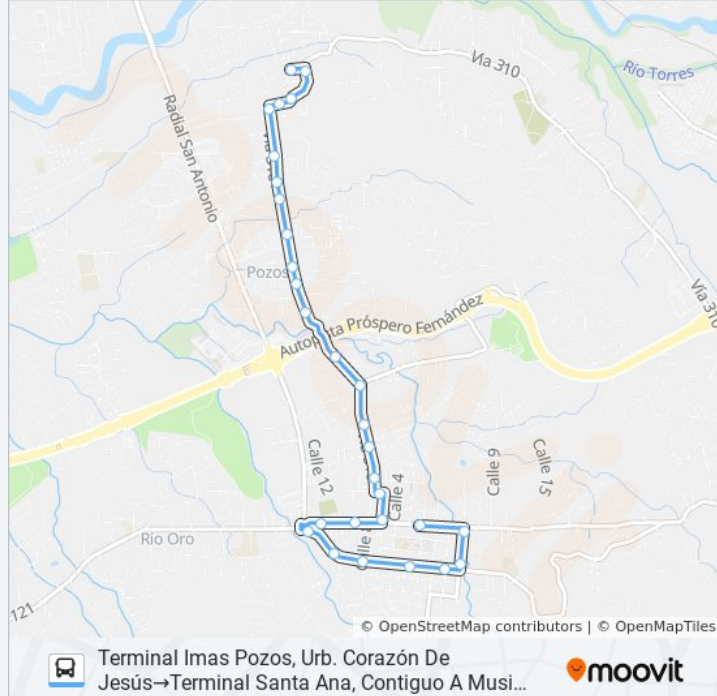 Vía 310
Río Torres
Radial San Antonio
Pozos
Vía 310
Autopista Próspero Fernández
Calle 12
Calle 4
Calle 9
Calle 15
Río Oro
121
© OpenStreetMap contributors | © OpenMapTiles
Terminal Imas Pozos, Urb. Corazón De
Jesús→Terminal Santa Ana, Contiguo A Musi...
moovit